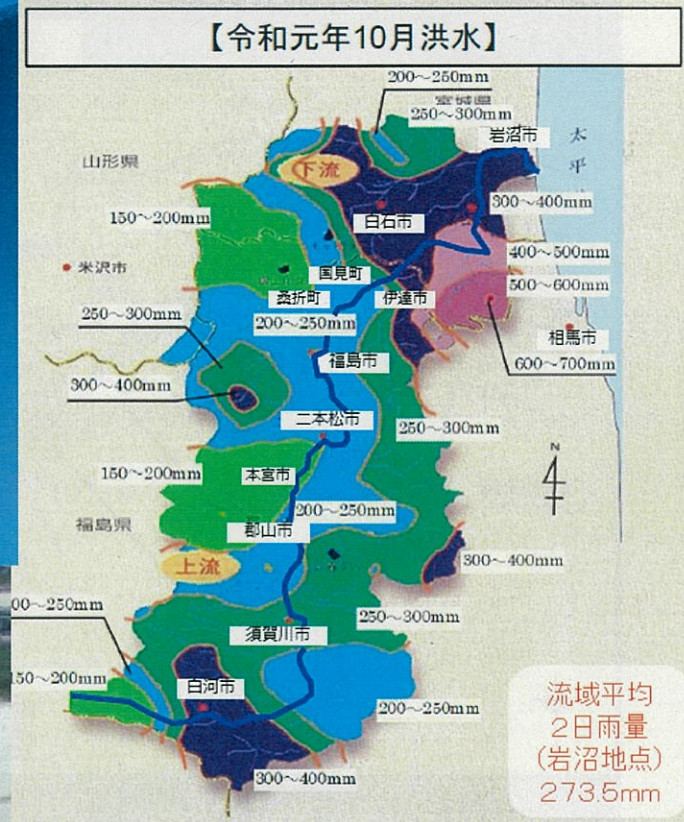 【令和元年10月洪水】
200～250mm
宮城県
250～300mm
岩沼市
太平
山形県
下流
150～200mm
白石市
300～400mm
米沢市
国見町
400～500mm
桑折町
伊達市
500～600mm
250～300mm
200～250mm
相馬市
福島市
600～700mm
300～400mm
二本松市
250～300mm
N
150～200mm
本宮市
200～250mm
福島県
郡山市
上流
300～400mm
00～250mm
250～300mm
須賀川市
150～200mm
白河市
200～250mm
300～400mm
流域平均
2日雨量
(岩沼地点)
273.5mm